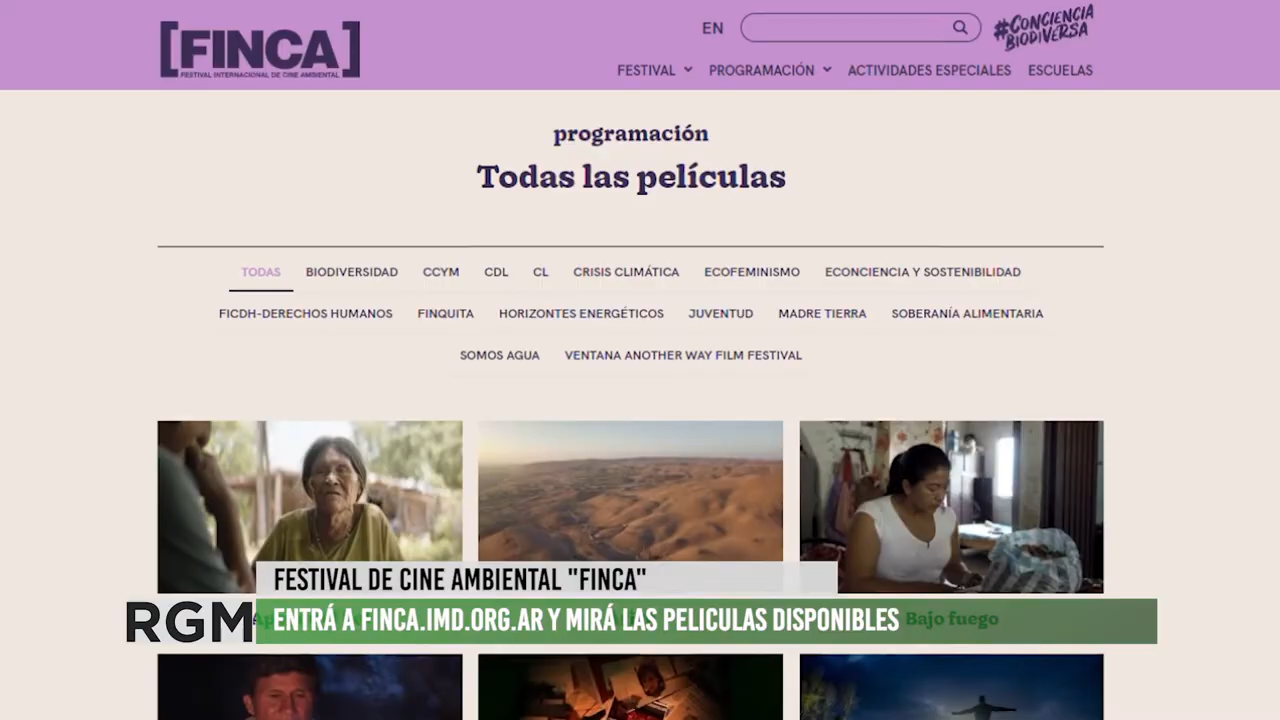 [FINCA]
FESTIVAL INTERNACIONAL DE CINE AMBIENTAL
EN
#CONCIENCIA
BIODIVERSA
FESTIVAL PROGRAMACIÓN ACTIVIDADES ESPECIALES ESCUELAS
programación
Todas las películas
TODAS BIODIVERSIDAD CCYM CDL CL CRISIS CLIMÁTICA ECOFEMINISMO ECONCIENCIA Y SOSTENIBILIDAD
FICDH-DERECHOS HUMANOS FINQUITA HORIZONTES ENERGÉTICOS JUVENTUD MADRE TIERRA SOBERANÍA ALIMENTARIA
SOMOS AGUA VENTANA ANOTHER WAY FILM FESTIVAL
FESTIVAL DE CINE AMBIENTAL "FINCA"
RGM
ENTRÁ A FINCA.IMD.ORG.AR Y MIRÁ LAS PELICULAS DISPONIBLES
Bajo fuego